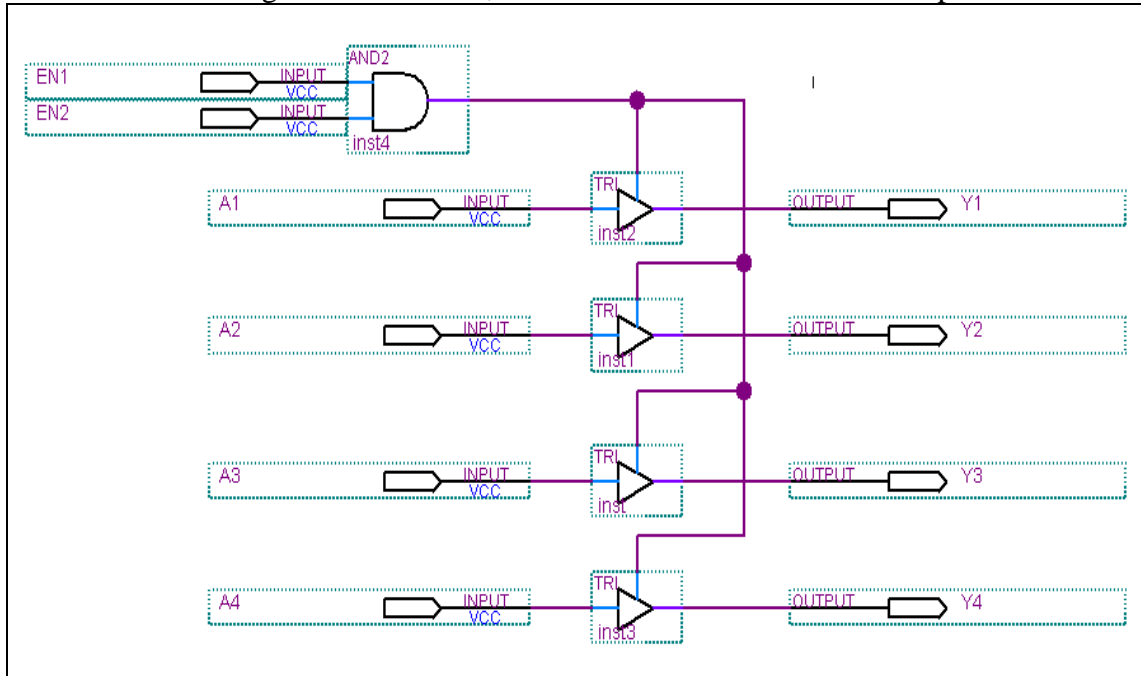 AND2
EN1 INPUT
VCC
EN2 INPUT
VCC
inst4
TRI
A1 INPUT OUTPUT Y1
VCC
inst2
TRI
A2 INPUT OUTPUT Y2
VCC
inst1
TRI
A3 INPUT OUTPUT Y3
VCC
inst
TRI
A4 INPUT OUTPUT Y4
VCC
inst3